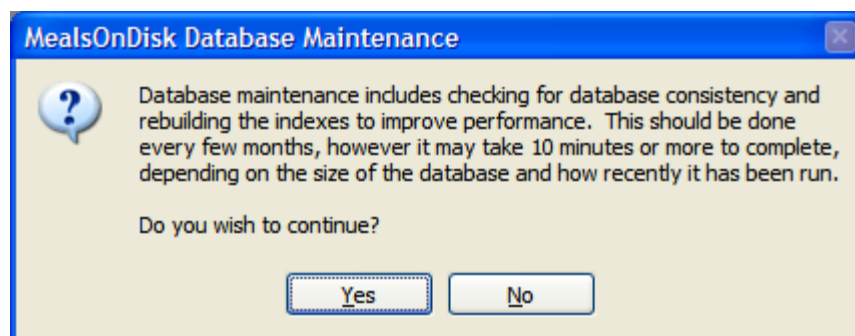 MealsOnDisk Database Maintenance
Database maintenance includes checking for database consistency and
rebuilding the indexes to improve performance.  This should be done
every few months, however it may take 10 minutes or more to complete,
depending on the size of the database and how recently it has been run.
Do you wish to continue?
Yes
No